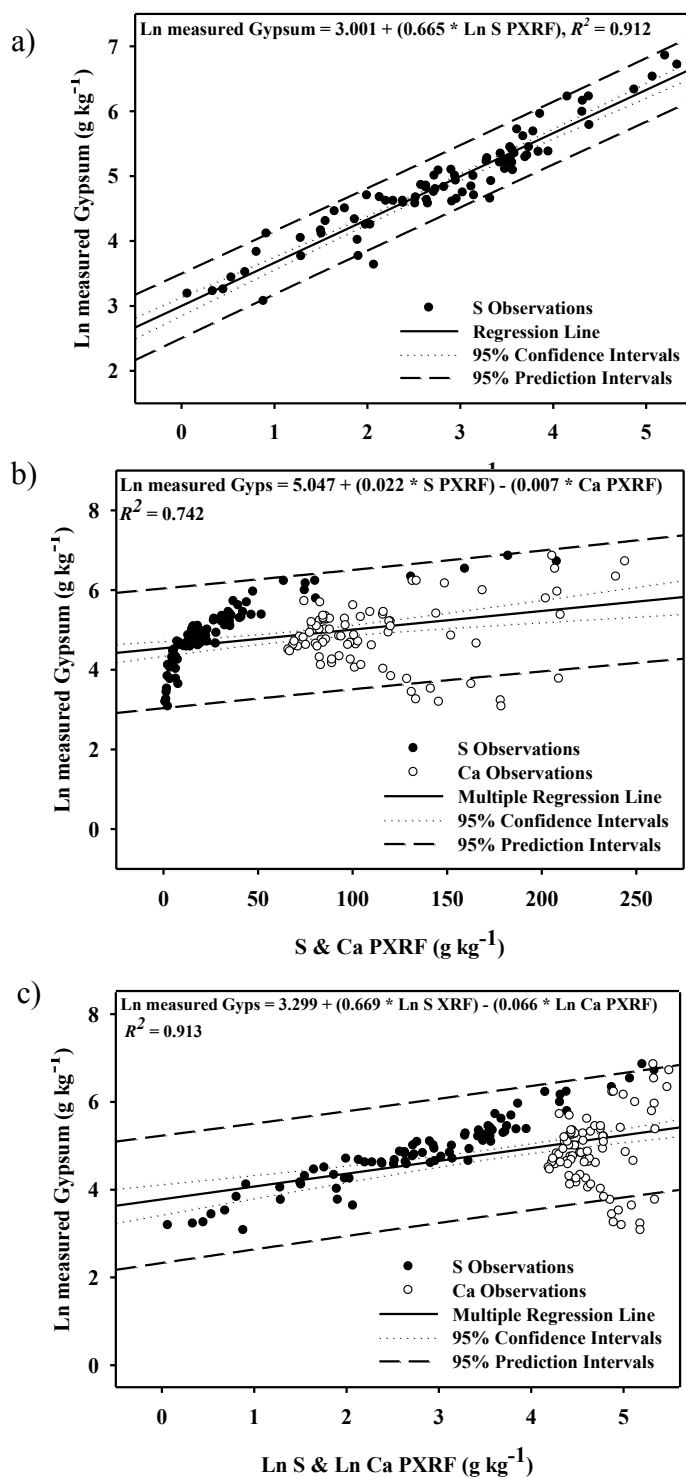 a)
Ln measured Gypsum = 3.001 + (0.665 * Ln S PXRF), R² = 0.912
7
6
5
4
3
2
Ln measured Gypsum (g kg⁻¹)
S Observations
Regression Line
95% Confidence Intervals
95% Prediction Intervals
0 1 2 3 4 5
b)
Ln measured Gyps = 5.047 + (0.022 * S PXRF) - (0.007 * Ca PXRF)
R² = 0.742
8
6
4
2
0
Ln measured Gypsum (g kg⁻¹)
S Observations
Ca Observations
Multiple Regression Line
95% Confidence Intervals
95% Prediction Intervals
0 50 100 150 200 250
S & Ca PXRF (g kg⁻¹)
c)
Ln measured Gyps = 3.299 + (0.669 * Ln S XRF) - (0.066 * Ln Ca PXRF)
R² = 0.913
8
6
4
2
0
Ln measured Gypsum (g kg⁻¹)
S Observations
Ca Observations
Multiple Regression Line
95% Confidence Intervals
95% Prediction Intervals
0 1 2 3 4 5
Ln S & Ln Ca PXRF (g kg⁻¹)